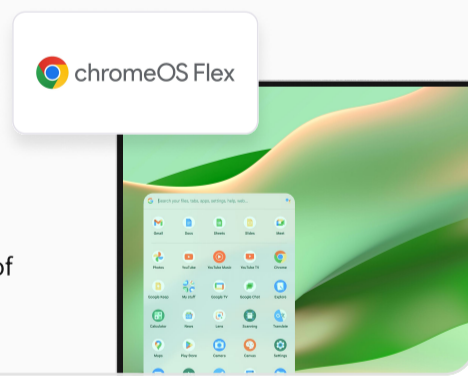 chromeOS Flex
of
Search your files, tabs, apps, settings, help, tabs...
Gmail Docs Sheets Slides Meet
Photos YouTube YouTube Music YouTube TV Chrome
Google Keep My Stuff Google TV Google Chat Explore
Calculator News Lens Scanning Translate
Maps Play Store Camera Canvas Settings